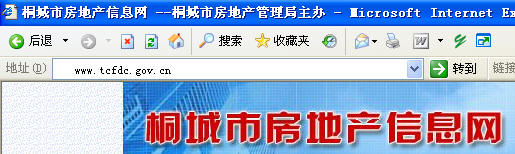 桐城市房地产信息网 --桐城市房地产管理局主办 - Microsoft Internet Ex
后退 搜索 收藏夹
地址(D) www.tcfdc.gov.cn 转到 链接
桐城市房地产信息网